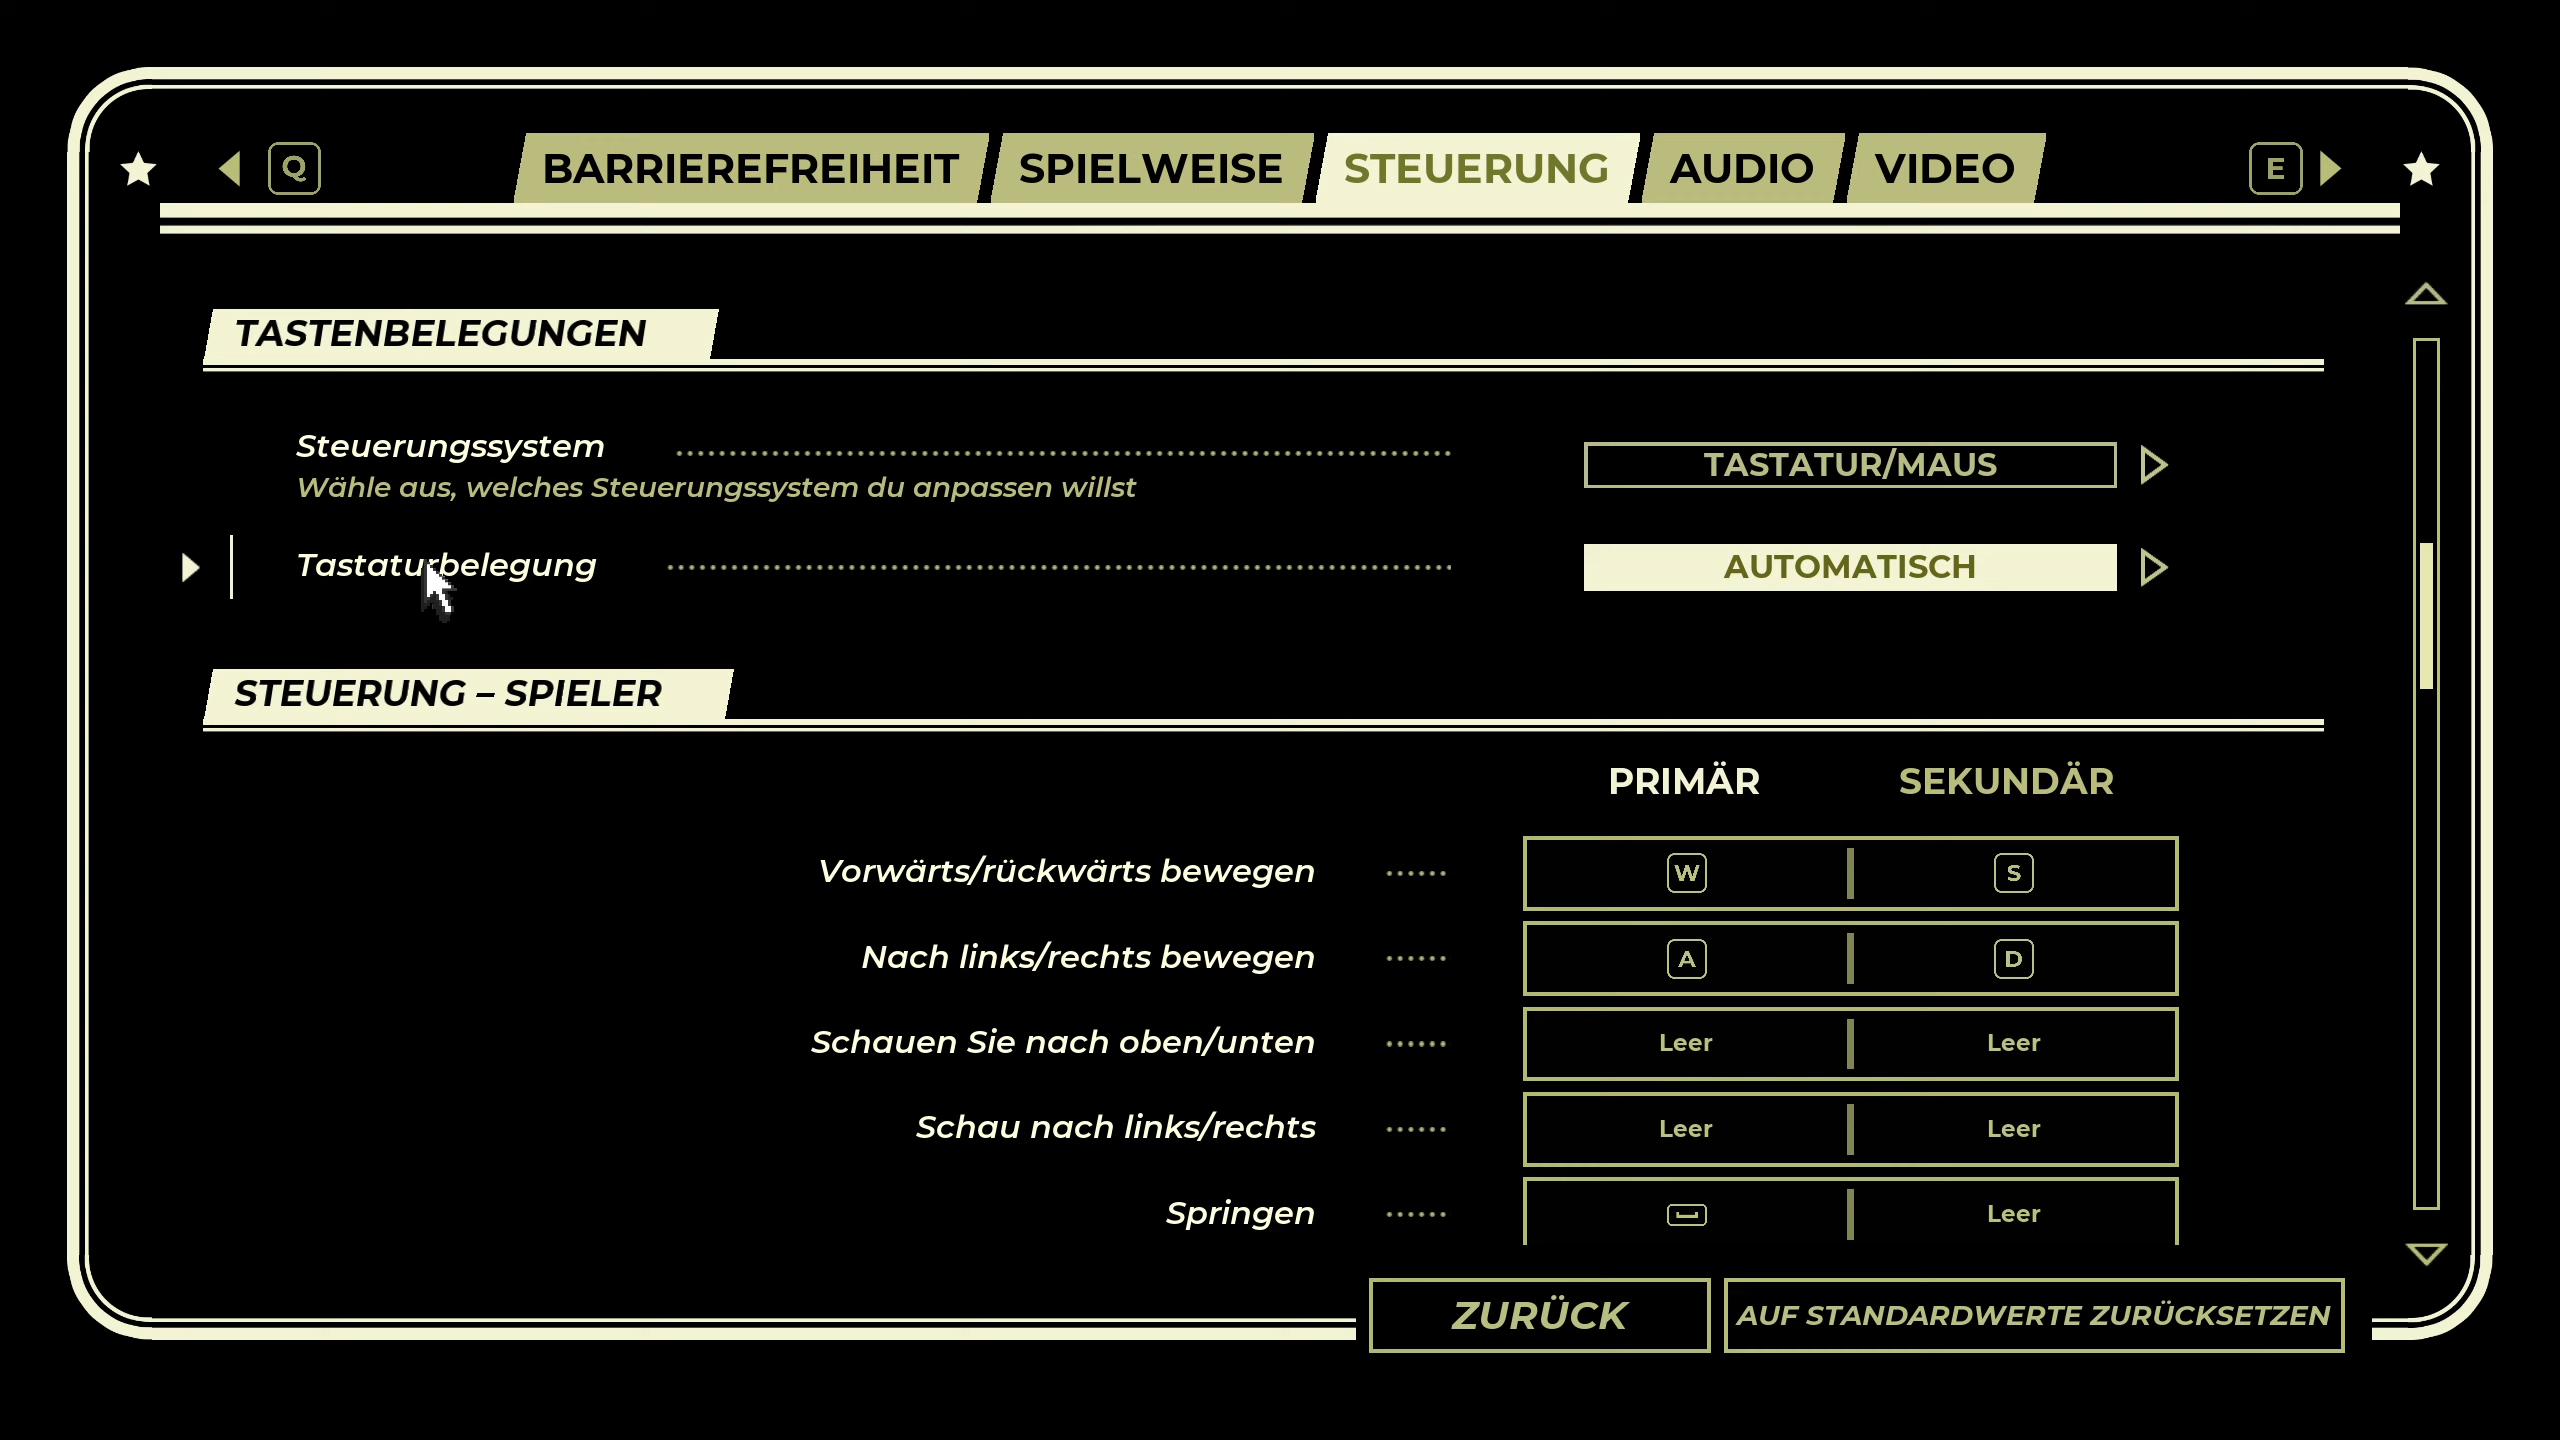 Q
BARRIEREFREIHEIT SPIELWEISE STEUERUNG AUDIO VIDEO
E
TASTENBELEGUNGEN
Steuerungssystem TASTATUR/MAUS
Wähle aus, welches Steuerungssystem du anpassen willst
Tastaturbelegung AUTOMATISCH
STEUERUNG – SPIELER
PRIMÄR SEKUNDÄR
Vorwärts/rückwärts bewegen W S
Nach links/rechts bewegen A D
Schauen Sie nach oben/unten Leer Leer
Schau nach links/rechts Leer Leer
Springen Leer
ZURÜCK AUF STANDARDWERTE ZURÜCKSETZEN